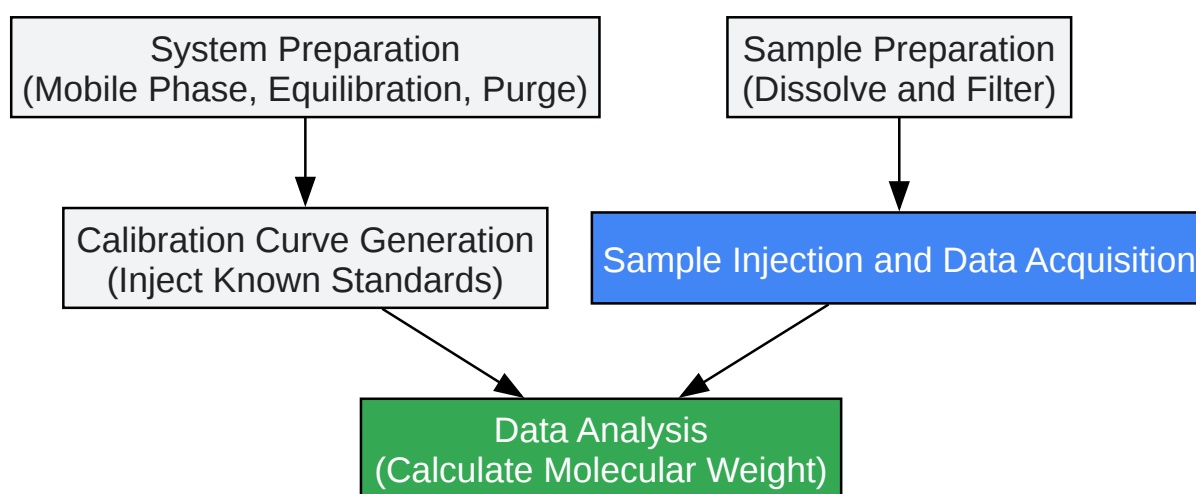 System Preparation
(Mobile Phase, Equilibration, Purge)
Sample Preparation
(Dissolve and Filter)
Calibration Curve Generation
(Inject Known Standards)
Sample Injection and Data Acquisition
Data Analysis
(Calculate Molecular Weight)